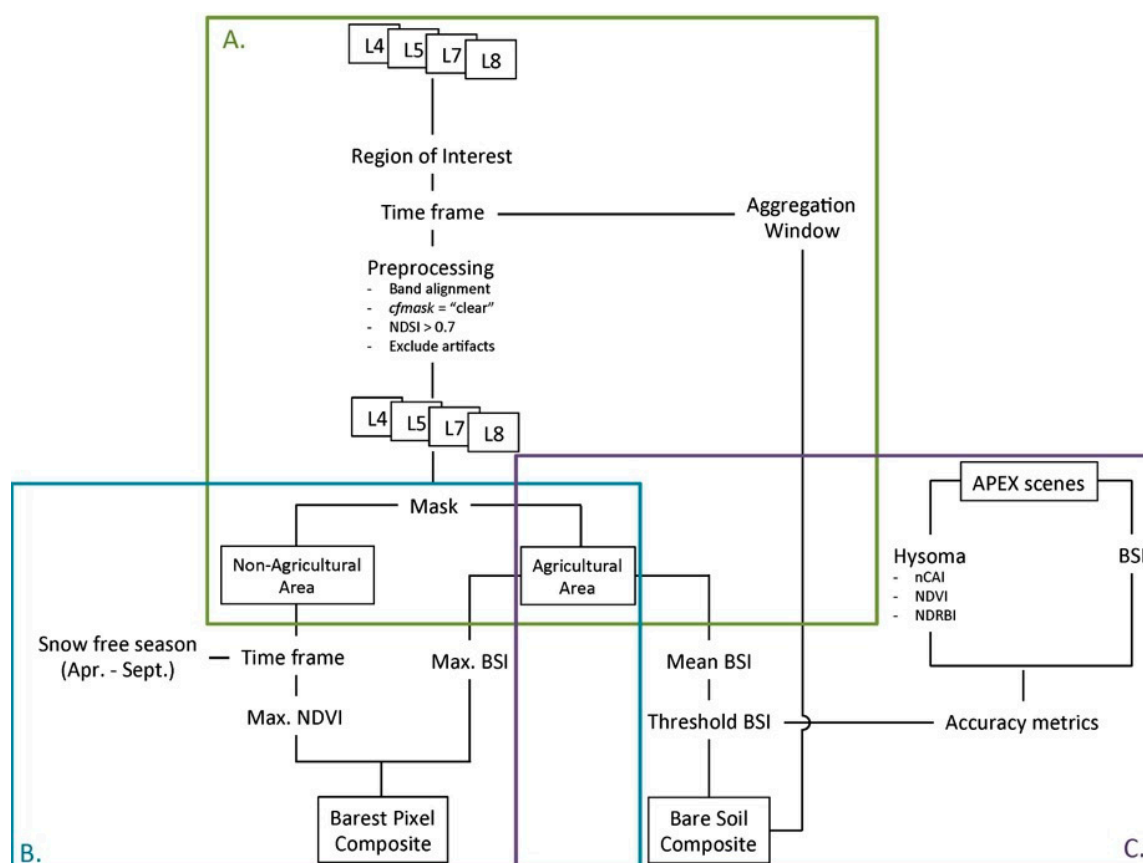 A.
L4
L5
L7
L8
Region of Interest
Time frame
Aggregation
Window
Preprocessing
- Band alignment
- cfmask = “clear”
- NDSI > 0.7
- Exclude artifacts
L4
L5
L7
L8
Mask
Non-Agricultural
Area
Agricultural
Area
APEX scenes
Hysoma
- nCAI
- NDVI
- NDRBI
BSI
Snow free season
(Apr. - Sept.)
Time frame
Max. BSI
Mean BSI
Max. NDVI
Threshold BSI
Accuracy metrics
Barest Pixel
Composite
Bare Soil
Composite
B.
C.